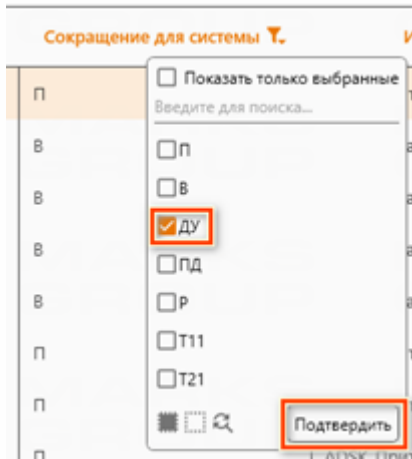 Сокращение для системы
И
П
Показать только выбранные
Введите для поиска...
В
П
В
В
ДУ
В
ПД
В
Р
П
Т11
Т21
П
Подтвердить
П